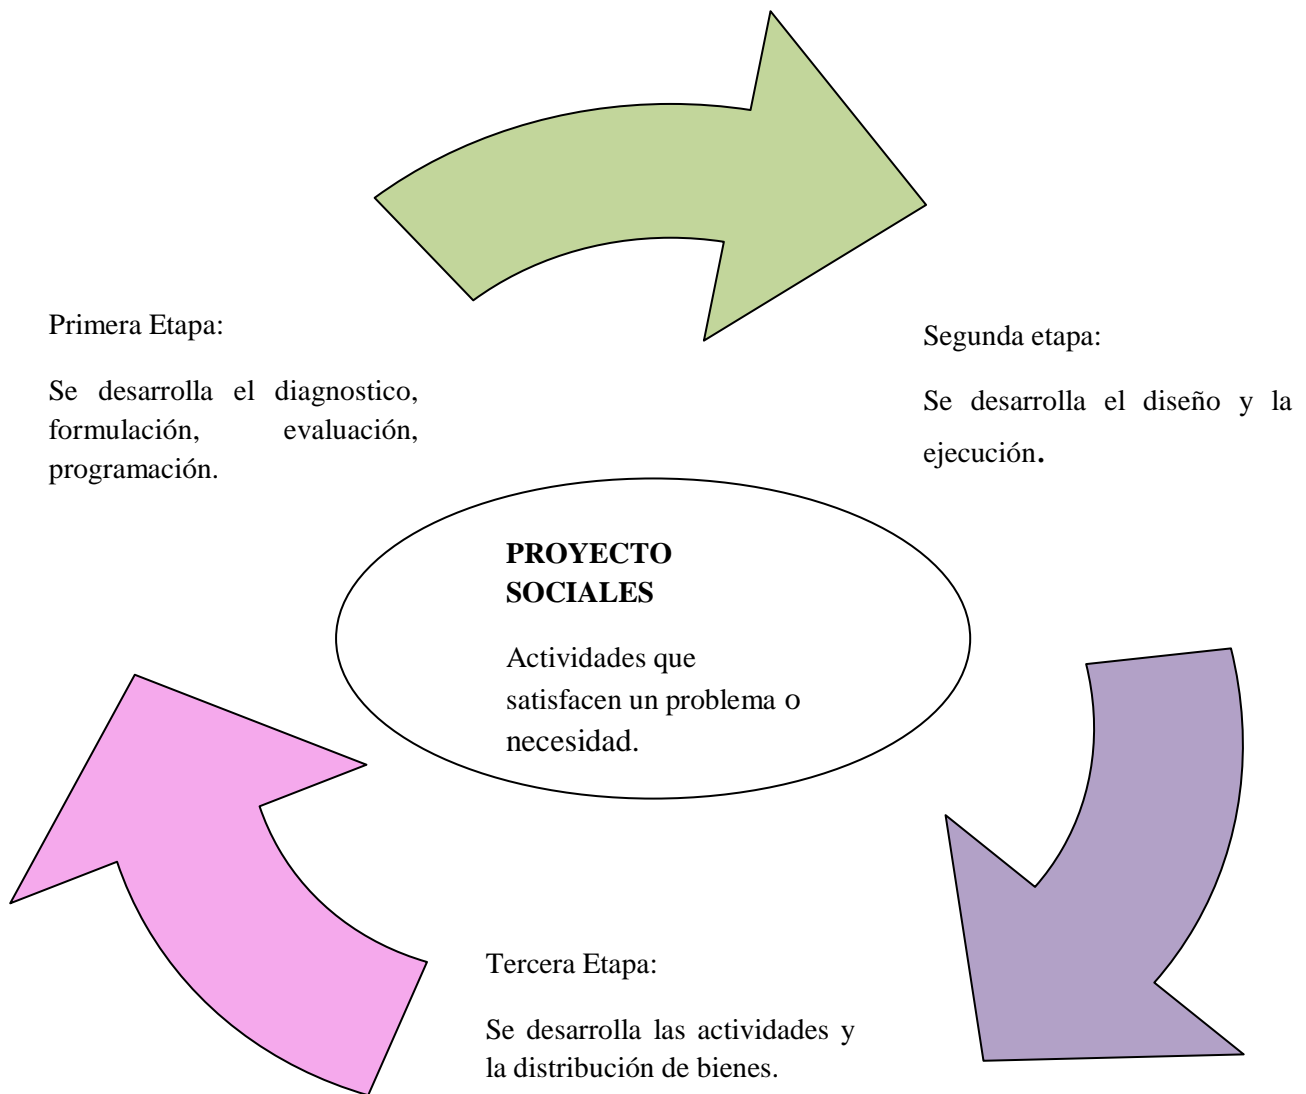 Primera Etapa:
Se desarrolla el diagnostico,
formulación, evaluación,
programación.
Segunda etapa:
Se desarrolla el diseño y la
ejecución.
PROYECTO
SOCIALES
Actividades que
satisfacen un problema o
necesidad.
Tercera Etapa:
Se desarrolla las actividades y
la distribución de bienes.